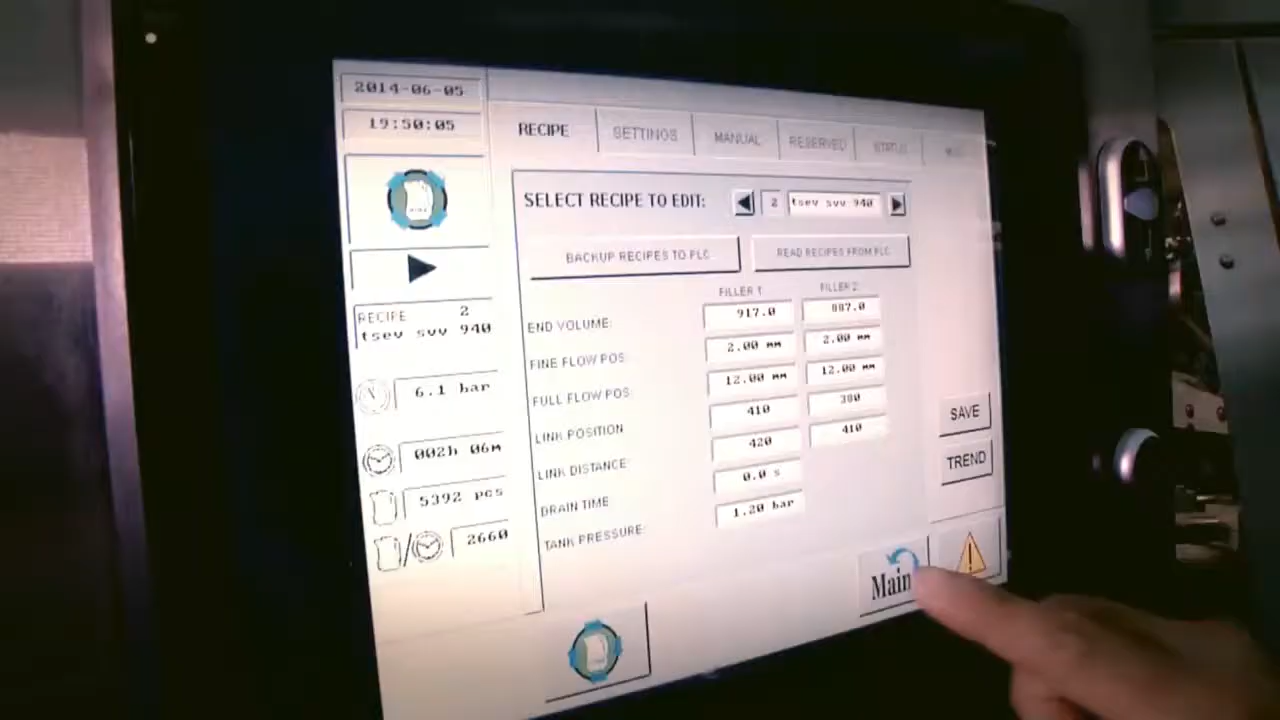 2014-06-05
19:50:05
RECIPE
SETTINGS
MANUAL
RESERVED
STATUS
SELECT RECIPE TO EDIT:
2
tsev svv 940
BACKUP RECIPES TO PLC
READ RECIPES FROM PLC
FILLER 1:
FILLER 2:
END VOLUME:
917.0
887.0
FINE FLOW POS:
2.00 mm
2.00 mm
FULL FLOW POS:
12.00 mm
12.00 mm
LINK POSITION
410
380
LINK DISTANCE
420
410
DRAIN TIME
0.0 s
TANK PRESSURE:
1.20 bar
RECIPE 2
tsev svv 940
6.1 bar
002h 06m
5392 pcs
2660
SAVE
TREND
Main